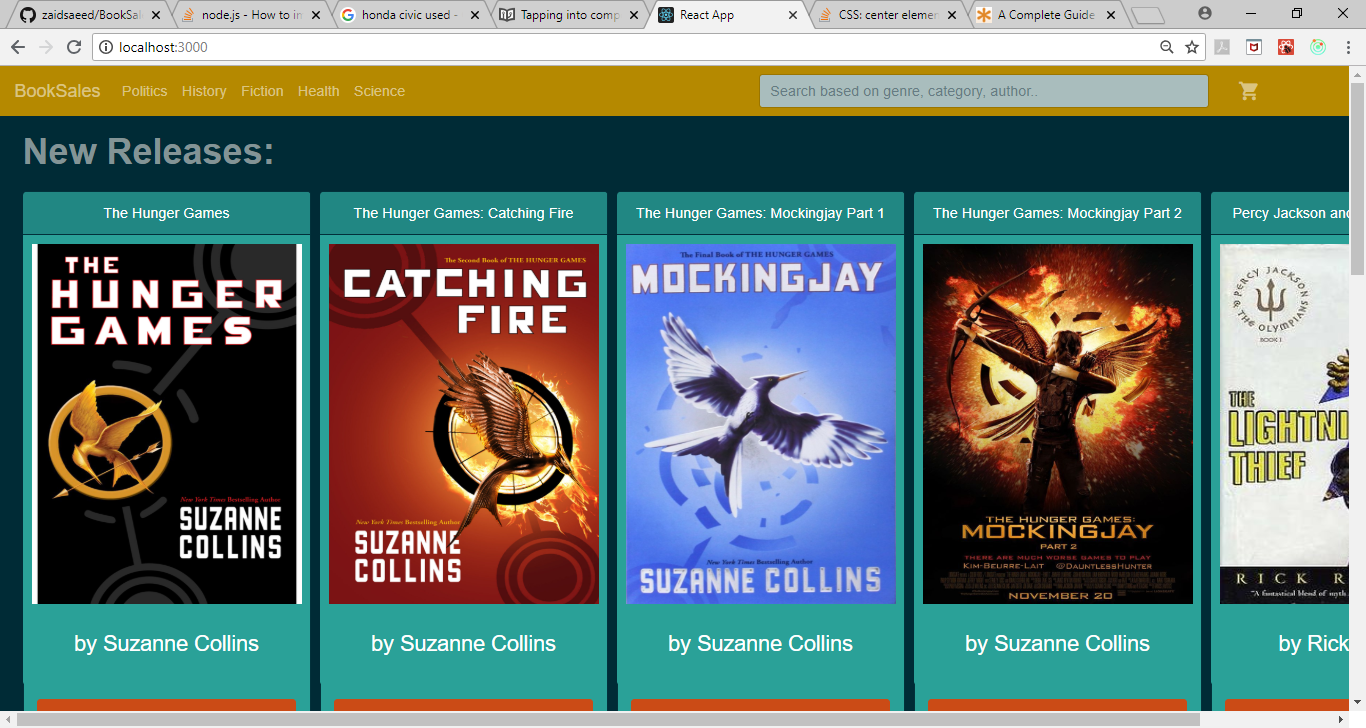 zaidsaeed/BookSal
node.js - How to in
honda civic used -
Tapping into comp
React App
CSS: center elemen
A Complete Guide
localhost:3000
BookSales Politics History Fiction Health Science Search based on genre, category, author..
New Releases:
The Hunger Games
THE
HUNGER
GAMES
New York Times Bestselling Author
SUZANNE
COLLINS
by Suzanne Collins
The Hunger Games: Catching Fire
The Second Book of THE HUNGER GAMES
CATCHING
FIRE
New York Times Bestselling Author
SUZANNE
COLLINS
by Suzanne Collins
The Hunger Games: Mockingjay Part 1
The Final Book of THE HUNGER GAMES
MOCKINGJAY
New York Times Bestselling Author
SUZANNE COLLINS
by Suzanne Collins
The Hunger Games: Mockingjay Part 2
THE HUNGER GAMES:
MOCKINGJAY
PART 2
THERE ARE MUCH WORSE GAMES TO PLAY
KIM-BEURRE-LAIT @DAUNTLESSHUNTER
NOVEMBER 20
by Suzanne Collins
Percy Jackson and
PERCY JACKSON & THE OLYMPIANS
BOOK I
THE
LIGHTNI
THIEF
RICK R
"A fantastical blend of myth
by Rick